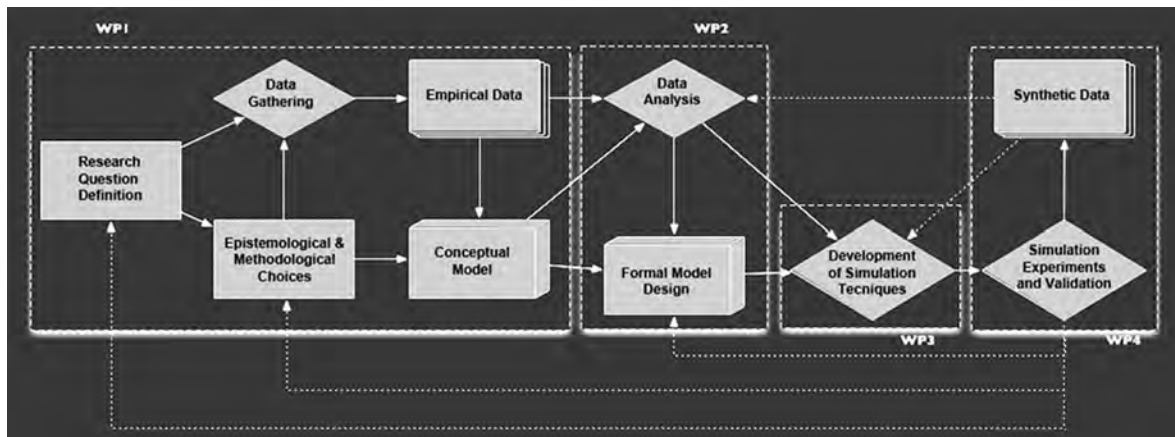 WP1
WP2
Data
Gathering
Empirical Data
Data
Analysis
Synthetic Data
Research
Question
Definition
Epistemological &
Methodological
Choices
Conceptual
Model
Formal Model
Design
Development
of Simulation
Tecniques
Simulation
Experiments
and Validation
WP3
WP4